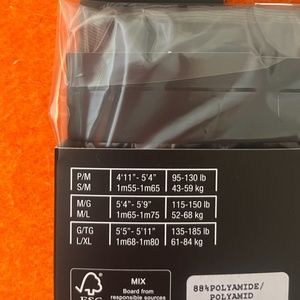 P/M 4'11"- 5'4" 95-130 lb
S/M 1m55-1m65 43-59 kg
M/G 5'4"- 5'9" 115-150 lb
M/L 1m65-1m75 52-68 kg
G/TG 5'5"- 5'11" 135-185 lb
L/XL 1m68-1m80 61-84 kg
FSC
MIX
Board from
responsible sources
88%POLYAMIDE/
POLYAMID